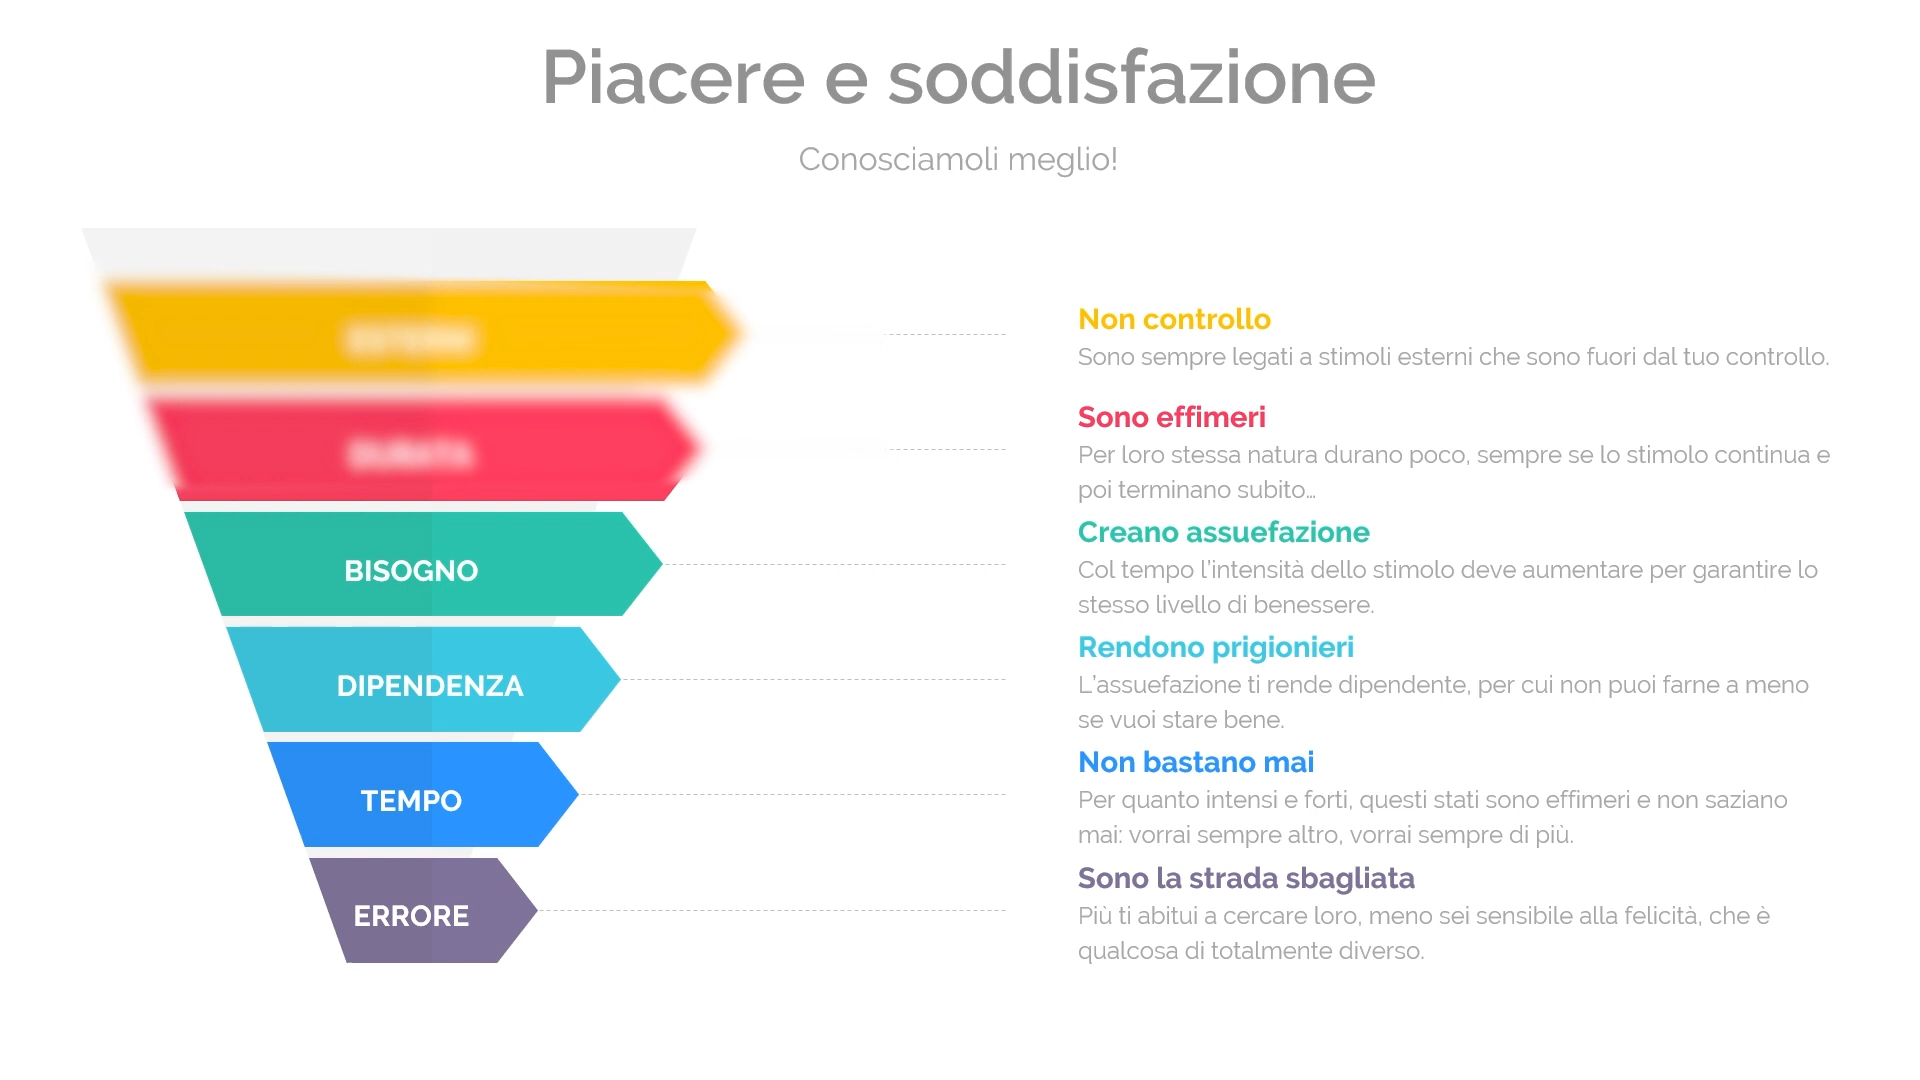 Piacere e soddisfazione
Conosciamoli meglio!
Non controllo
Sono sempre legati a stimoli esterni che sono fuori dal tuo controllo.
Sono effimeri
Per loro stessa natura durano poco, sempre se lo stimolo continua e
poi terminano subito…
BISOGNO
Creano assuefazione
Col tempo l’intensità dello stimolo deve aumentare per garantire lo
stesso livello di benessere.
DIPENDENZA
Rendono prigionieri
L’assuefazione ti rende dipendente, per cui non puoi farne a meno
se vuoi stare bene.
TEMPO
Non bastano mai
Per quanto intensi e forti, questi stati sono effimeri e non saziano
mai: vorrai sempre altro, vorrai sempre di più.
ERRORE
Sono la strada sbagliata
Più ti abitui a cercare loro, meno sei sensibile alla felicità, che è
qualcosa di totalmente diverso.